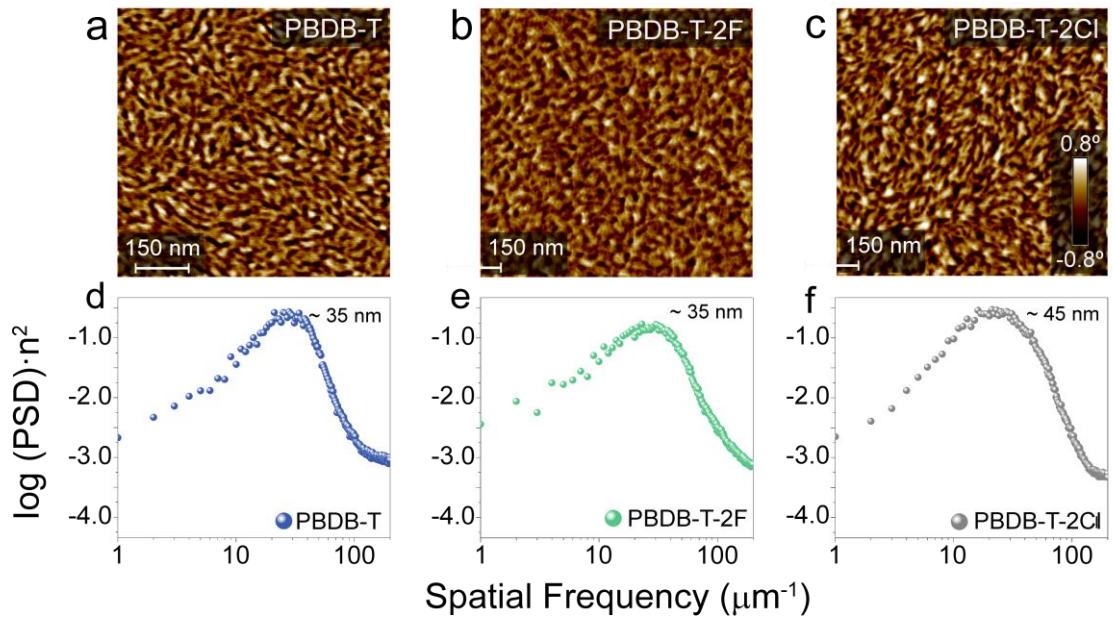 a PBDB-T
b PBDB-T-2F
c PBDB-T-2Cl
0.8º
-0.8º
150 nm
150 nm
150 nm
d ~ 35 nm
e ~ 35 nm
f ~ 45 nm
log (PSD)·n²
-1.0
-2.0
-3.0
-4.0
-1.0
-2.0
-3.0
-4.0
-1.0
-2.0
-3.0
-4.0
PBDB-T
PBDB-T-2F
PBDB-T-2Cl
1 10 100
1 10 100
1 10 100
Spatial Frequency (μm⁻¹)